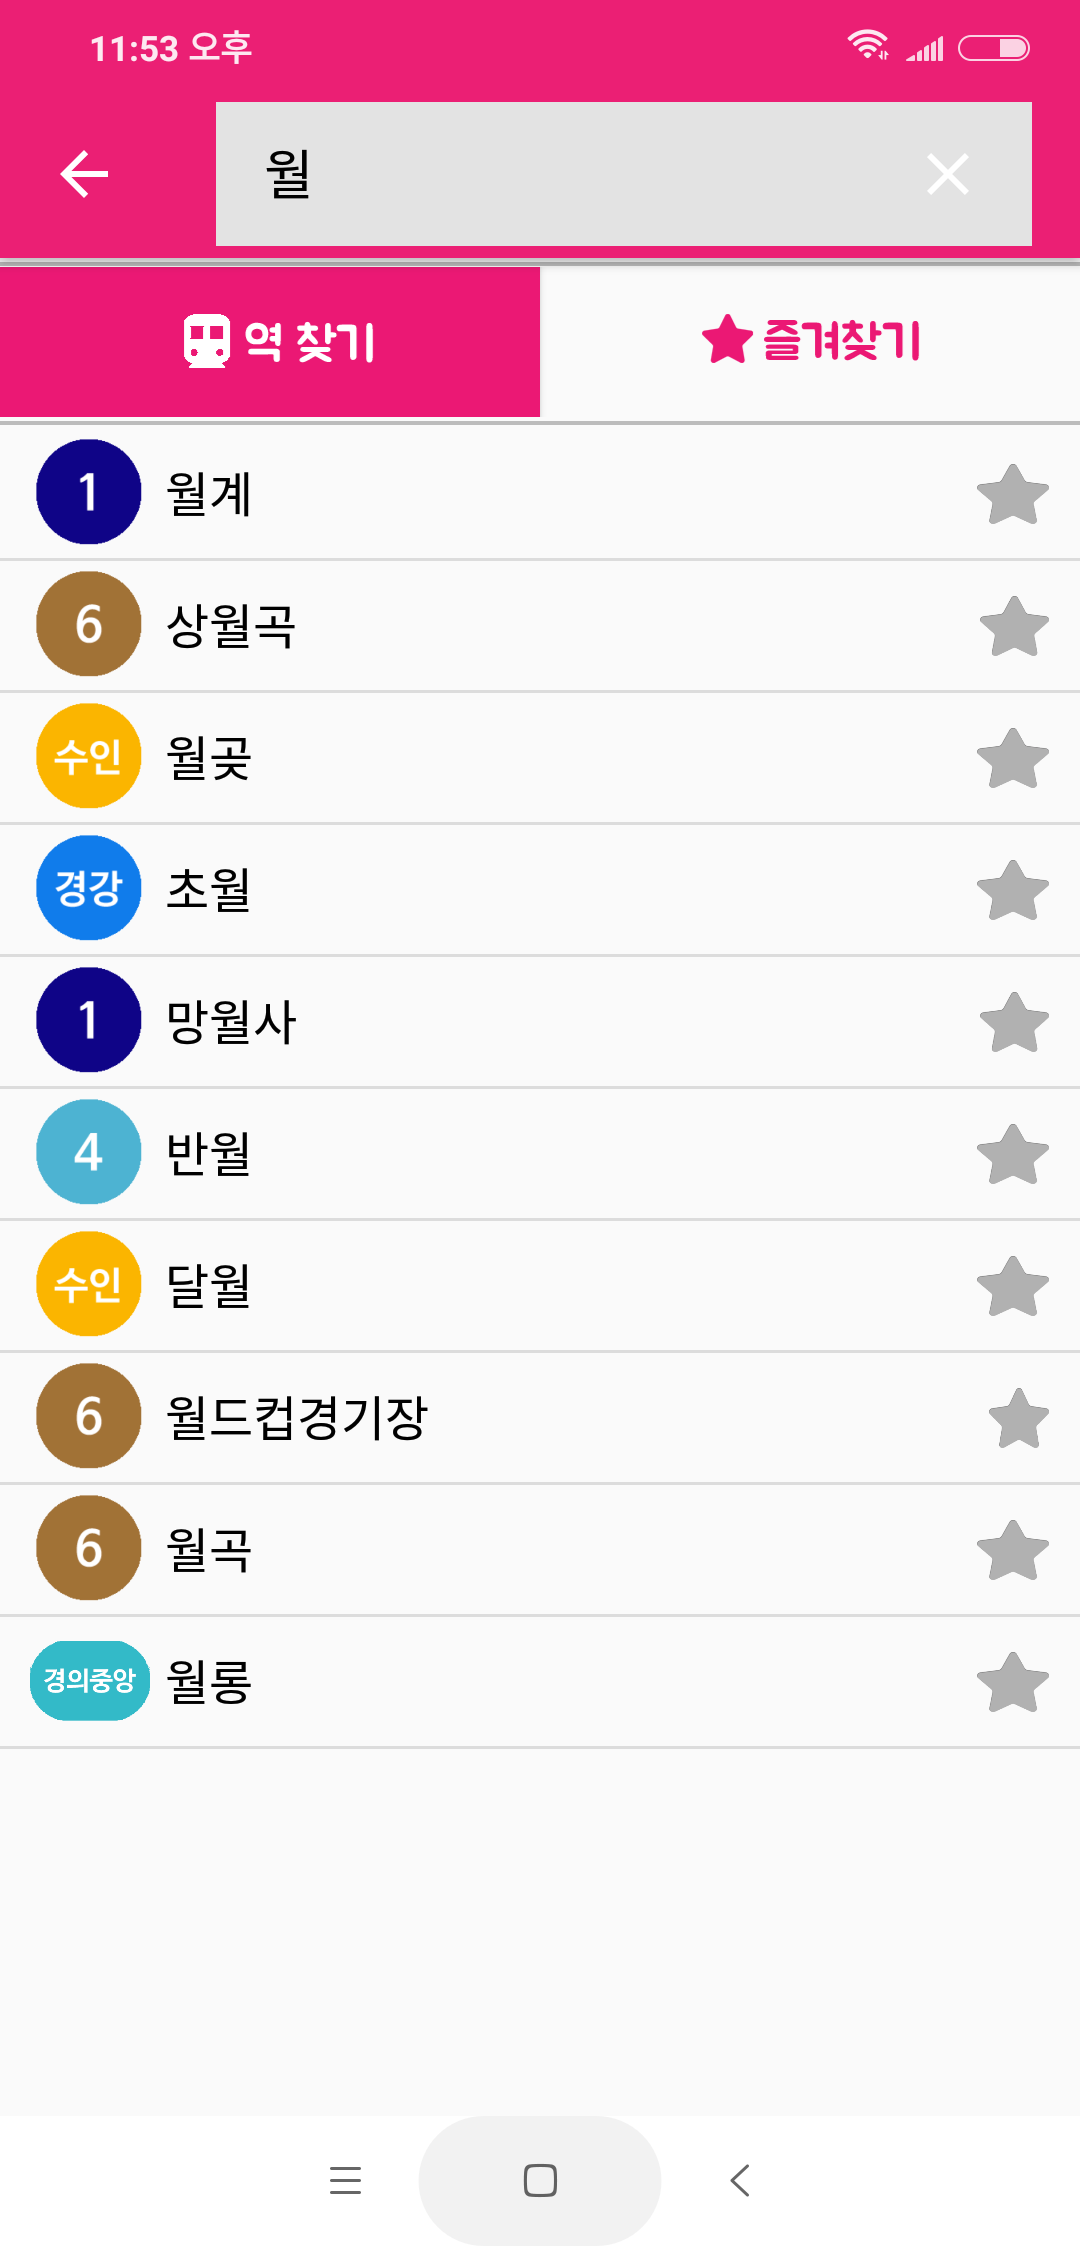 11:53 오후
월
역 찾기
즐겨찾기
1 월계
6 상월곡
수인 월곶
경강 초월
1 망월사
4 반월
수인 달월
6 월드컵경기장
6 월곡
경의중앙 월롱